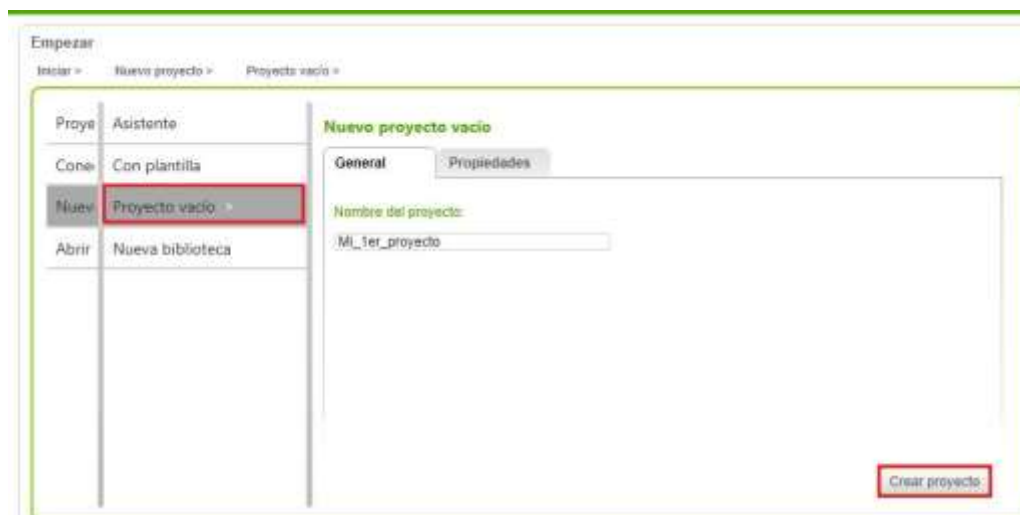 Empezar
Iniciar > Nuevo proyecto > Proyecto vacío >
Proye
Cone
Nuev
Abrir
Asistente
Con plantilla
Proyecto vacío >
Nueva biblioteca
Nuevo proyecto vacío
General Propiedades
Nombre del proyecto:
Mi_1er_proyecto
Crear proyecto